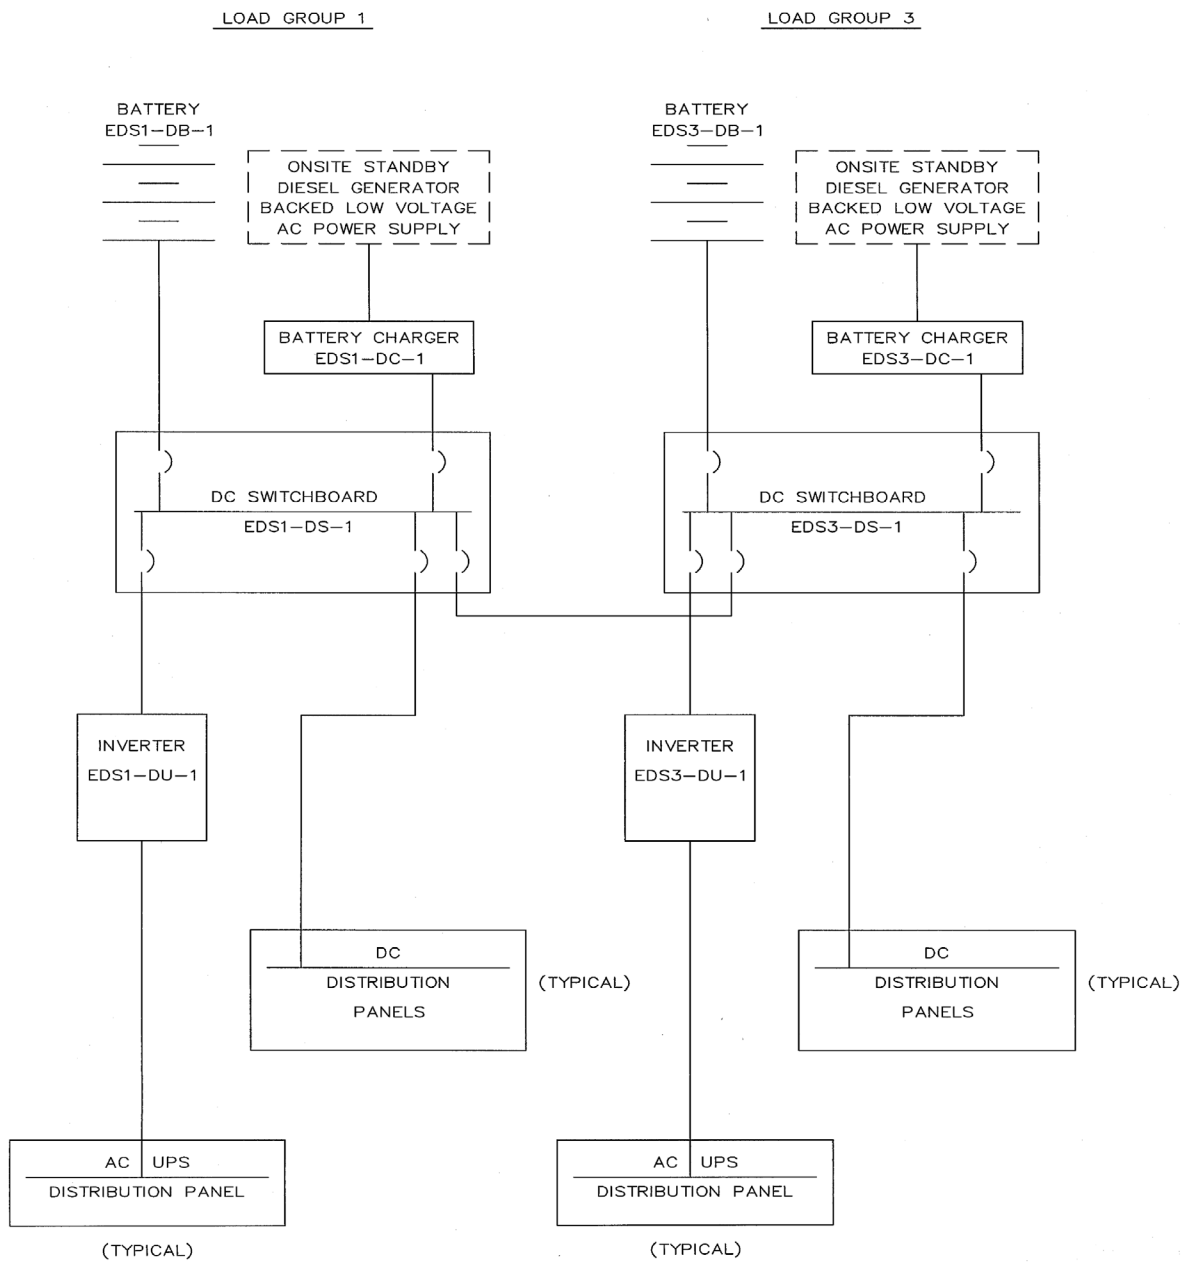 LOAD GROUP 1
LOAD GROUP 3
BATTERY
EDS1-DB-1
ONSITE STANDBY
DIESEL GENERATOR
BACKED LOW VOLTAGE
AC POWER SUPPLY
BATTERY
EDS3-DB-1
ONSITE STANDBY
DIESEL GENERATOR
BACKED LOW VOLTAGE
AC POWER SUPPLY
BATTERY CHARGER
EDS1-DC-1
BATTERY CHARGER
EDS3-DC-1
DC SWITCHBOARD
EDS1-DS-1
DC SWITCHBOARD
EDS3-DS-1
INVERTER
EDS1-DU-1
INVERTER
EDS3-DU-1
DC
DISTRIBUTION
PANELS
(TYPICAL)
DC
DISTRIBUTION
PANELS
(TYPICAL)
AC UPS
DISTRIBUTION PANEL
(TYPICAL)
AC UPS
DISTRIBUTION PANEL
(TYPICAL)